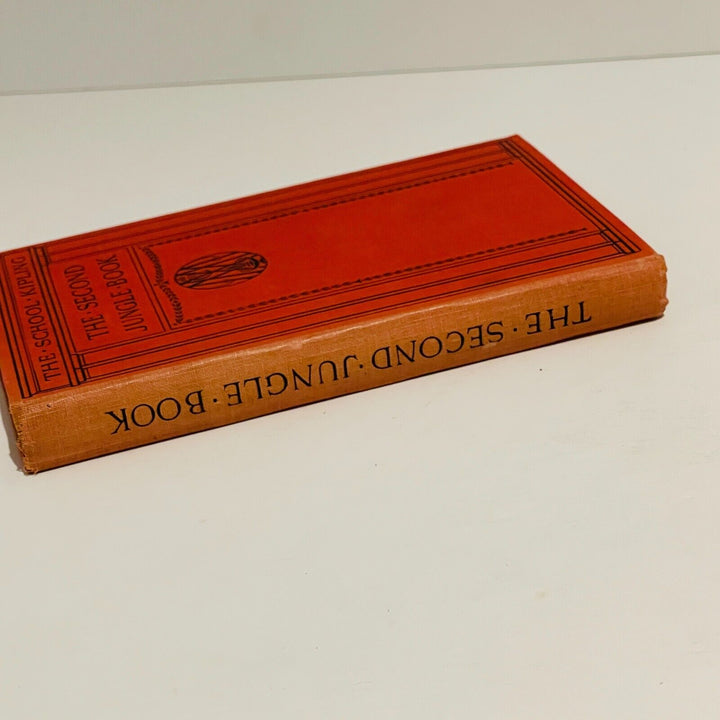 THE · SCHOOL KIPLING
THE SECOND
JUNGLE BOOK
THE · SECOND · JUNGLE · BOOK